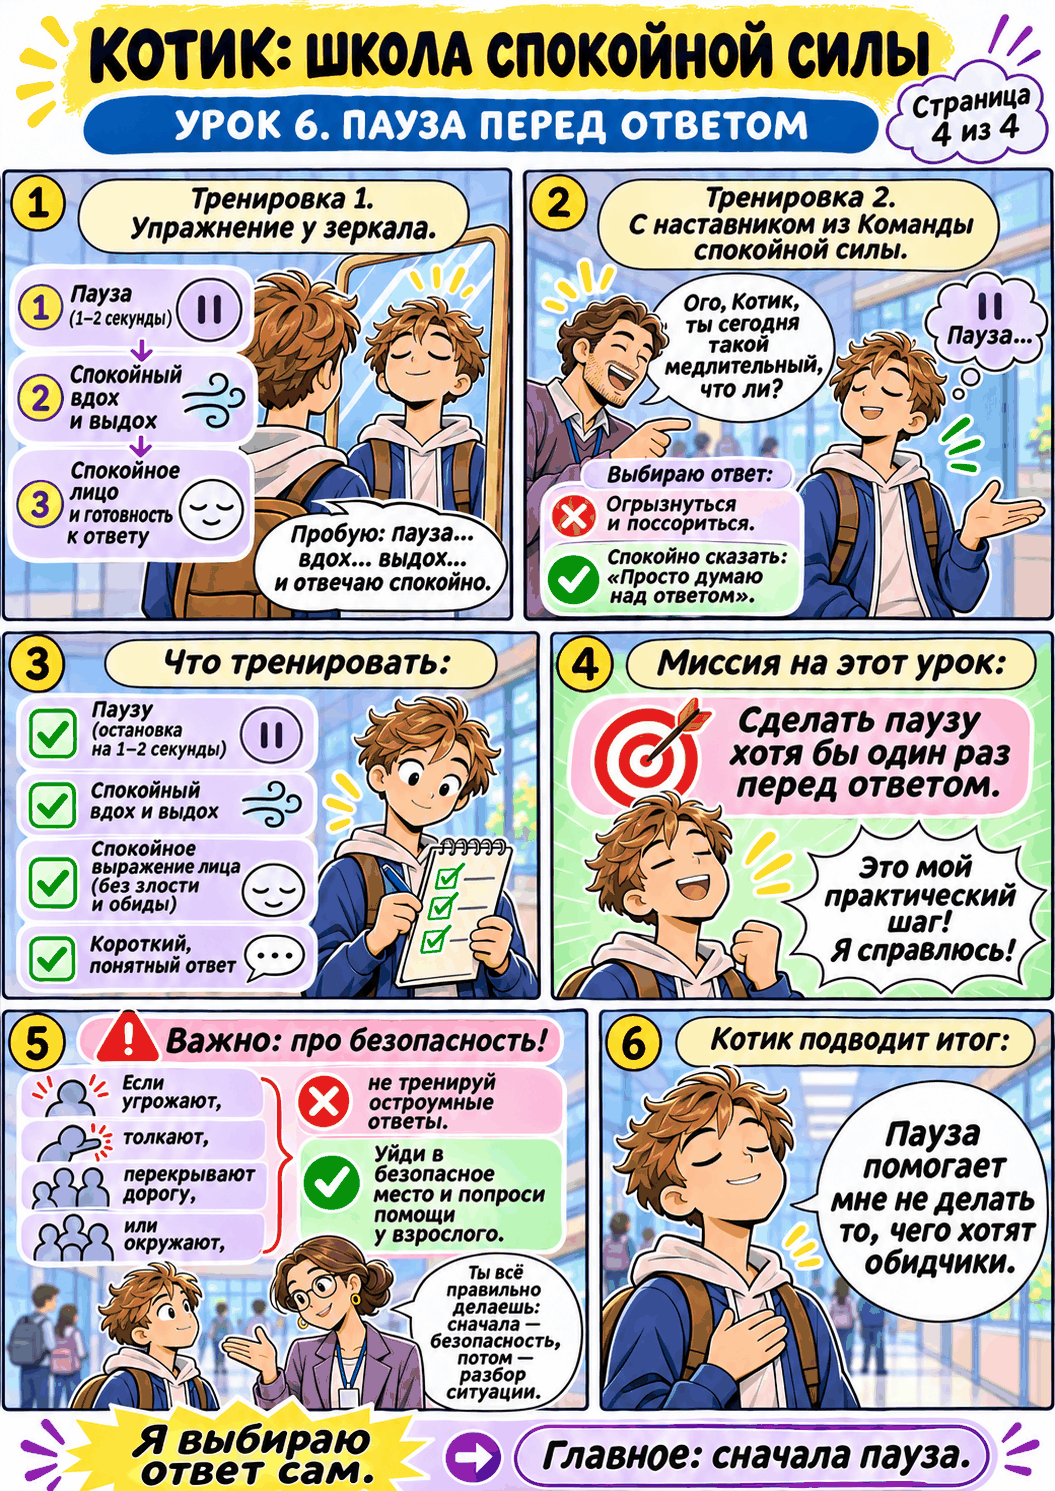 КОТИК: ШКОЛА СПОКОЙНОЙ СИЛЫ
УРОК 6. ПАУЗА ПЕРЕД ОТВЕТОМ
Страница
4 из 4
1
Тренировка 1.
Упражнение у зеркала.
1
Пауза
(1–2 секунды)
2
Спокойный
вдох
и выдох
3
Спокойное
лицо
и готовность
к ответу
Пробую: пауза...
вдох... выдох...
и отвечаю спокойно.
2
Тренировка 2.
С наставником из Команды
спокойной силы.
Ого, Котик,
ты сегодня
такой
медлительный,
что ли?
Пауза...
Выбираю ответ:
Огрызнуться
и поссориться.
Спокойно сказать:
«Просто думаю
над ответом».
3
Что тренировать:
Паузу
(остановка
на 1–2 секунды)
Спокойный
вдох и выдох
Спокойное
выражение лица
(без злости
и обиды)
Короткий,
понятный ответ
4
Миссия на этот урок:
Сделать паузу
хотя бы один раз
перед ответом.
Это мой
практический
шаг!
Я справлюсь!
5
Важно: про безопасность!
Если
угрожают,
толкают,
перекрывают
дорогу,
или
окружают,
не тренируй
остроумные
ответы.
Уйди в
безопасное
место и попроси
помощи
у взрослого.
Ты всё
правильно
делаешь:
сначала —
безопасность,
потом —
разбор
ситуации.
6
Котик подводит итог:
Пауза
помогает
мне не делать
то, чего хотят
обидчики.
Я выбираю
ответ сам.
Главное: сначала пауза.